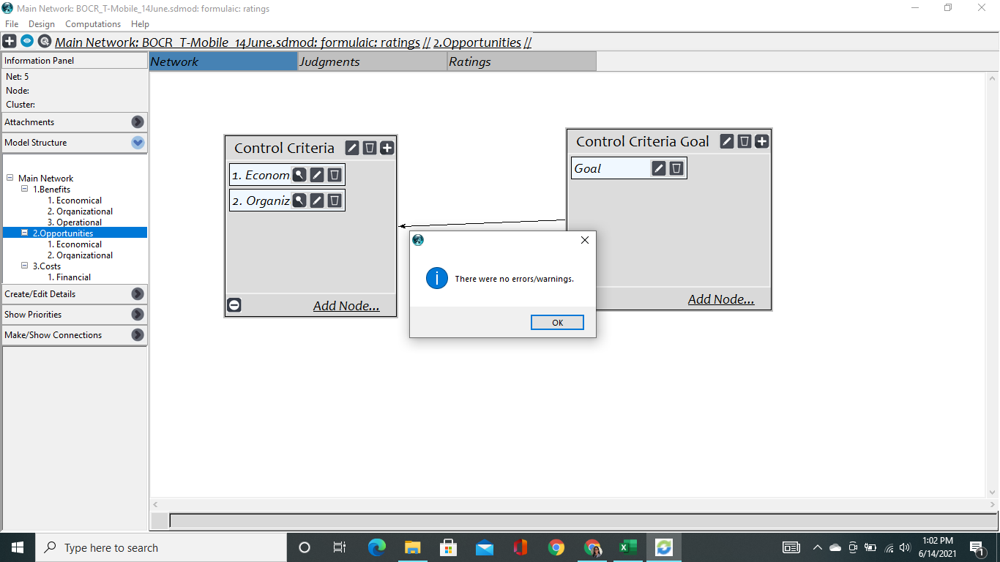 Main Network: BOCR_T-Mobile_14June.sdmod: formulaic: ratings
File Design Computations Help
Main Network: BOCR_T-Mobile_14June.sdmod: formulaic: ratings // 2.Opportunities //
Information Panel
Network Judgments Ratings
Net: 5
Node:
Cluster:
Attachments
Model Structure
Main Network
1.Benefits
1. Economical
2. Organizational
3. Operational
2.Opportunities
1. Economical
2. Organizational
3.Costs
1. Financial
Create/Edit Details
Show Priorities
Make/Show Connections
Control Criteria
1. Econom
2. Organiz
Add Node...
Control Criteria Goal
Goal
Add Node...
There were no errors/warnings.
OK
Type here to search
1:02 PM
6/14/2021
1